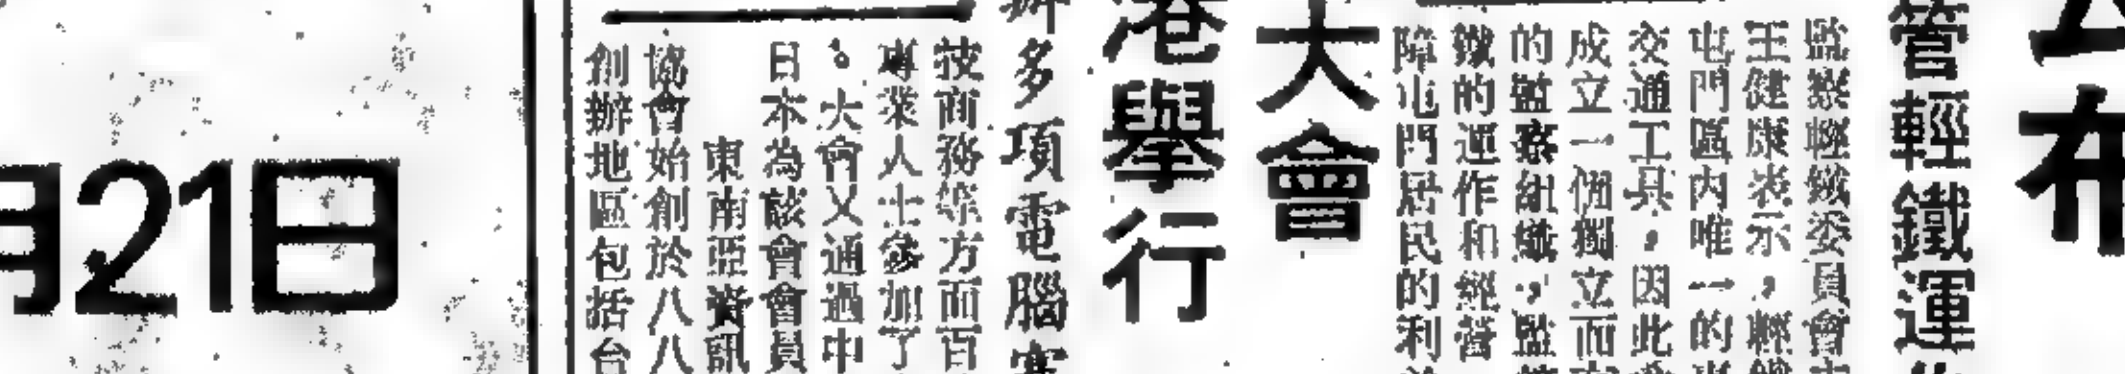 布
管輕鐵運
監察輕鐵委員會
王健康表示，輕鐵
屯門區內唯一的
交通工具，因此
成立一個獨立而
的監察組織，監
鐵的運作和經營
障屯門居民的利
大會
港舉行
辦多項電腦賽
技商務等方面百
專業人士參加了
。大會又通過中
日本為該會會員
東南亞資訊
協會始創於八八
創辦地區包括台
月21日